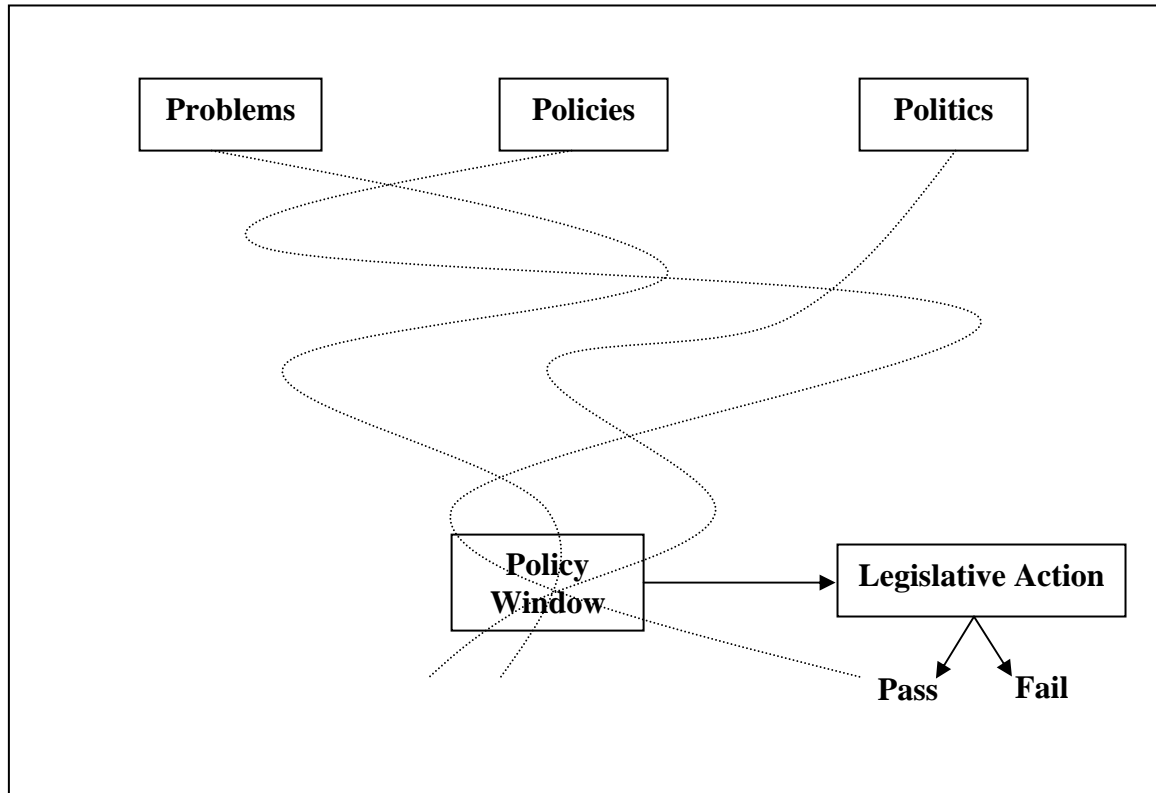 Problems
Policies
Politics
Policy
Window
Legislative Action
Pass
Fail